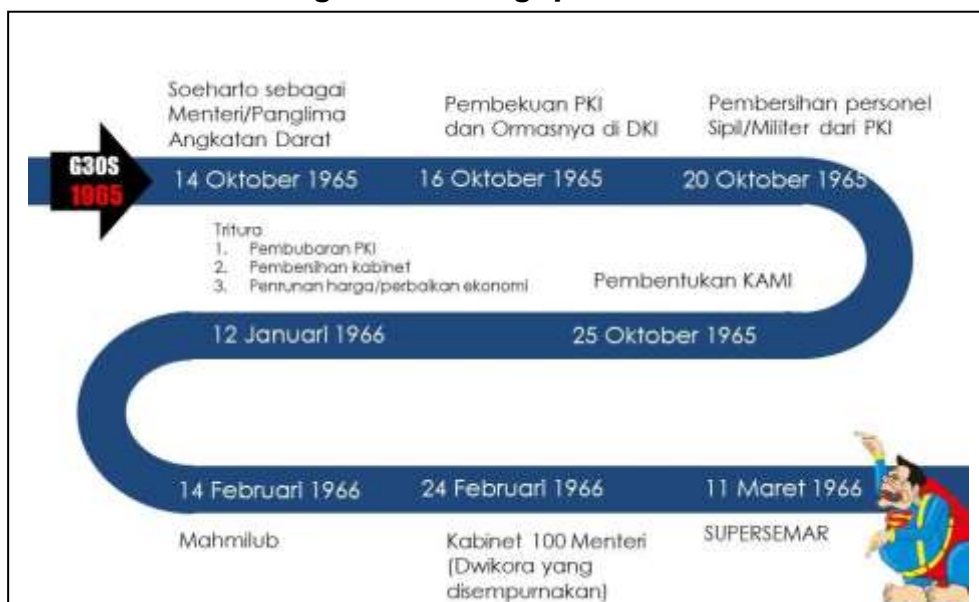 Soeharto sebagai
Menteri/Panglima
Angkatan Darat
Pembekuan PKI
dan Ormasnya di DKI
Pembersihan personel
Sipil/Militer dari PKI
G30S
1965
14 Oktober 1965
16 Oktober 1965
20 Oktober 1965
Tritura
1. Pembubaran PKI
2. Pembersihan kabinet
3. Penrunan harga/perbaikan ekonomi
Pembentukan KAMI
12 Januari 1966
25 Oktober 1965
14 Februari 1966
24 Februari 1966
11 Maret 1966
Mahmilub
Kabinet 100 Menteri
(Dwikora yang
disempurnakan)
SUPERSEMAR